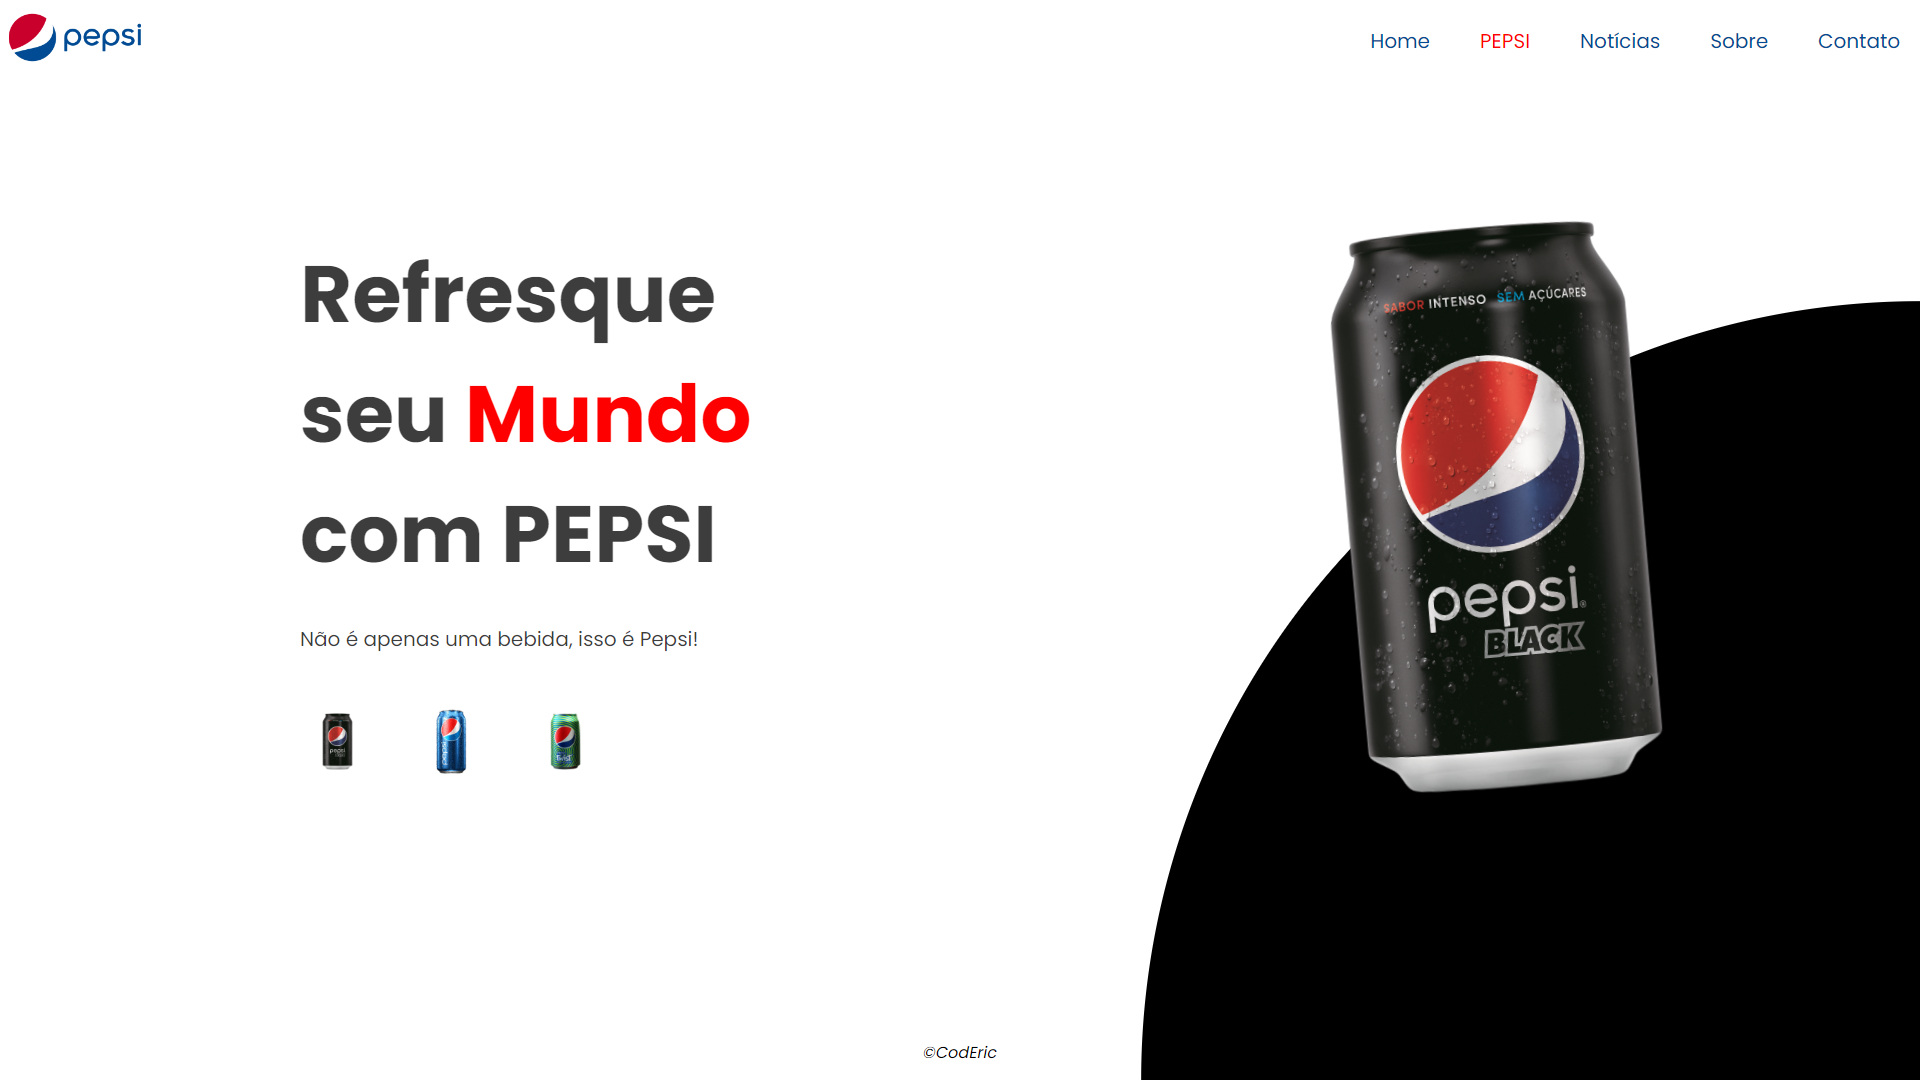 pepsi
Home PEPSI Notícias Sobre Contato
Refresque
seu Mundo
com PEPSI
Não é apenas uma bebida, isso é Pepsi!
SABOR INTENSO SEM AÇÚCARES
pepsi®
BLACK
©CodEric